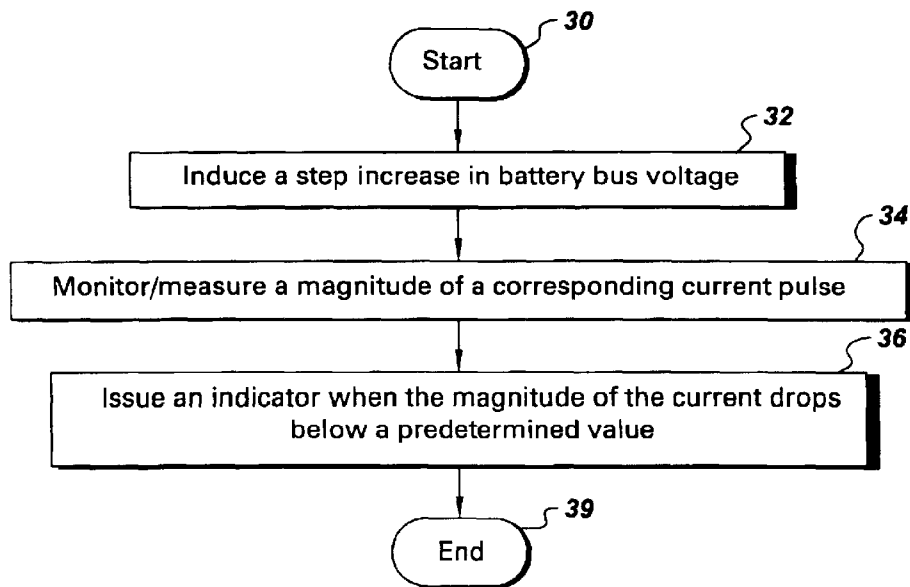 30
Start
32
Induce a step increase in battery bus voltage
34
Monitor/measure a magnitude of a corresponding current pulse
36
Issue an indicator when the magnitude of the current drops
below a predetermined value
39
End